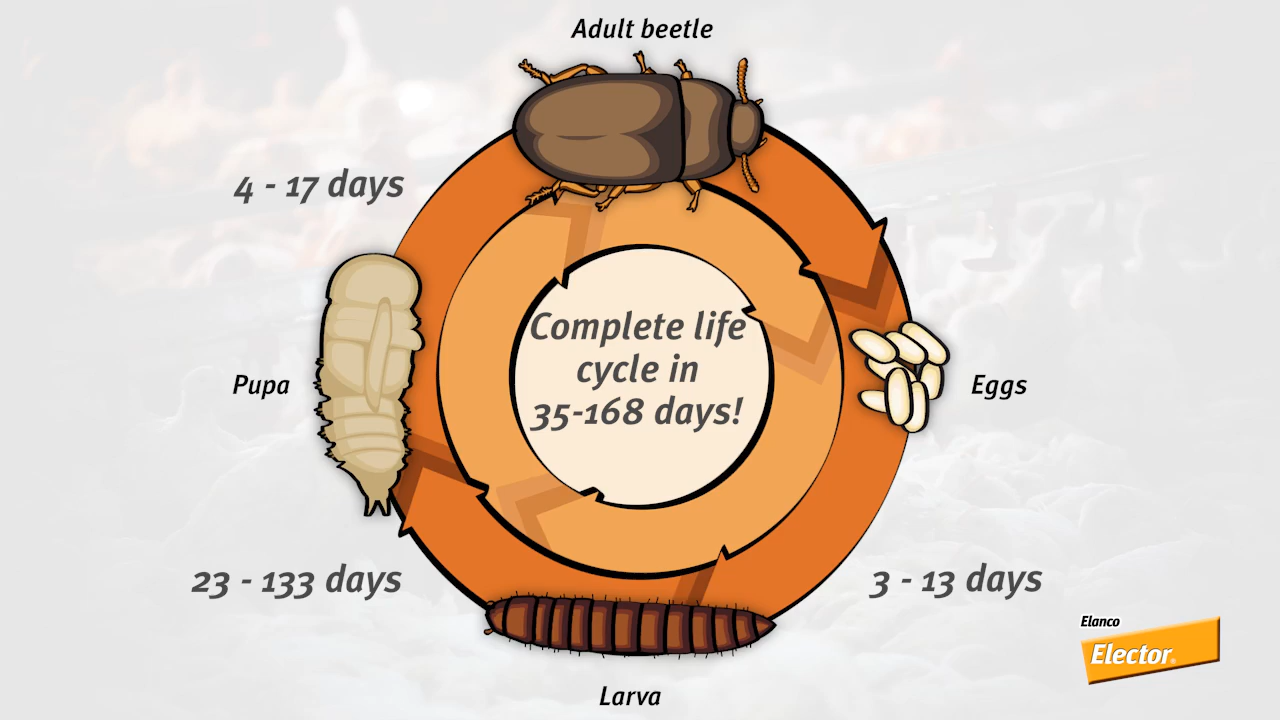 Adult beetle
4 - 17 days
Complete life
cycle in
35-168 days!
Pupa
Eggs
23 - 133 days
3 - 13 days
Elanco
Elector®
Larva